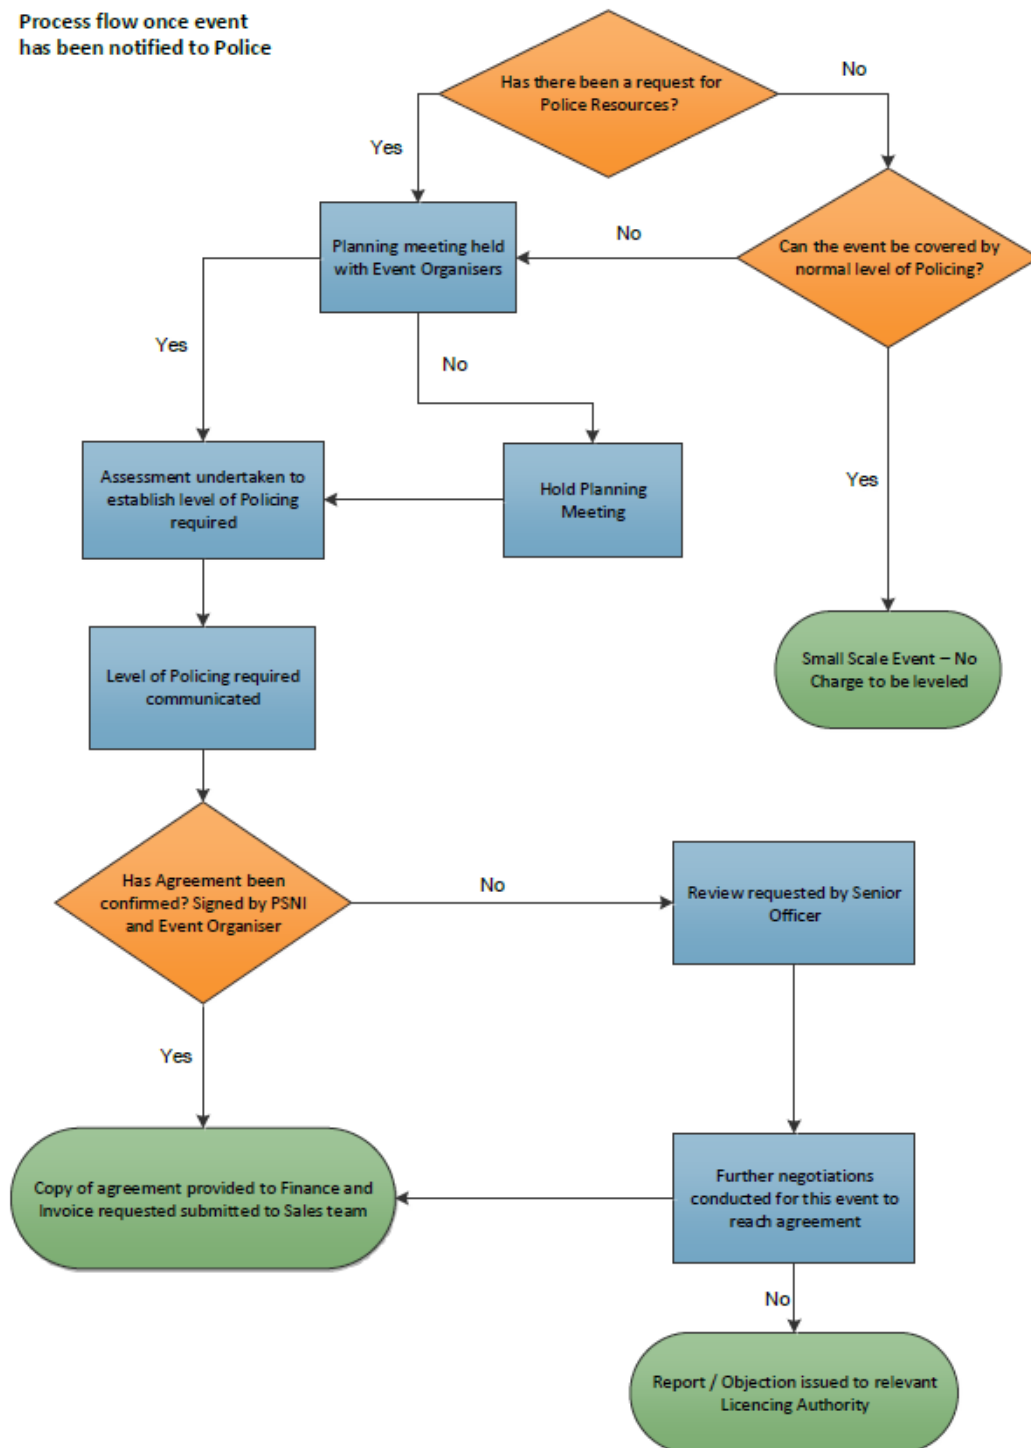 Process flow once event
has been notified to Police
Has there been a request for
Police Resources?
No
Yes
Planning meeting held
with Event Organisers
No
Can the event be covered by
normal level of Policing?
Yes
No
Assessment undertaken to
establish level of Policing
required
Hold Planning
Meeting
Yes
Level of Policing required
communicated
Small Scale Event – No
Charge to be leveled
Has Agreement been
confirmed? Signed by PSNI
and Event Organiser
No
Review requested by Senior
Officer
Yes
Copy of agreement provided to Finance and
Invoice requested submitted to Sales team
Further negotiations
conducted for this event to
reach agreement
No
Report / Objection issued to relevant
Licencing Authority